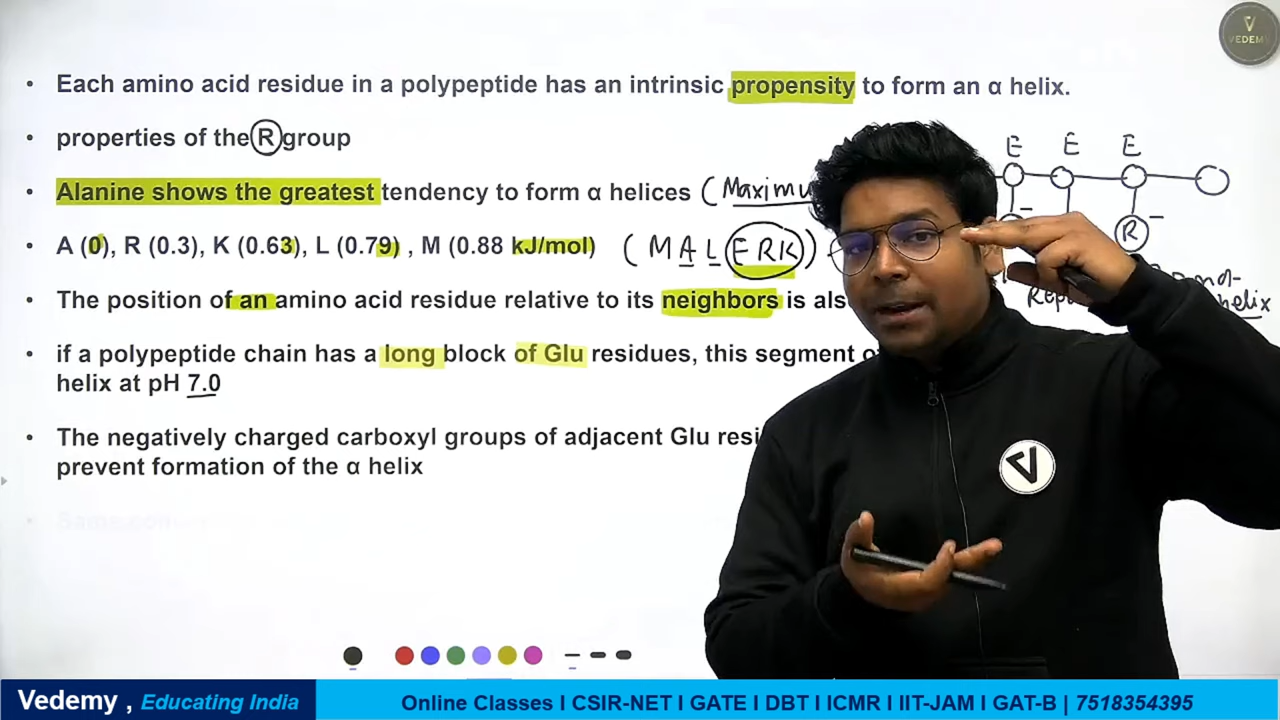 VEDEMY
• Each amino acid residue in a polypeptide has an intrinsic propensity to form an α helix.
• properties of the R group
E E E
• Alanine shows the greatest tendency to form α helices (Maximu
• A (0), R (0.3), K (0.63), L (0.79) , M (0.88 kJ/mol) (MALERK)
R
• The position of an amino acid residue relative to its neighbors is als
helix
• if a polypeptide chain has a long block of Glu residues, this segment
helix at pH 7.0
• The negatively charged carboxyl groups of adjacent Glu resi
prevent formation of the α helix
Vedemy , Educating India
Online Classes I CSIR-NET I GATE I DBT I ICMR I IIT-JAM I GAT-B | 7518354395